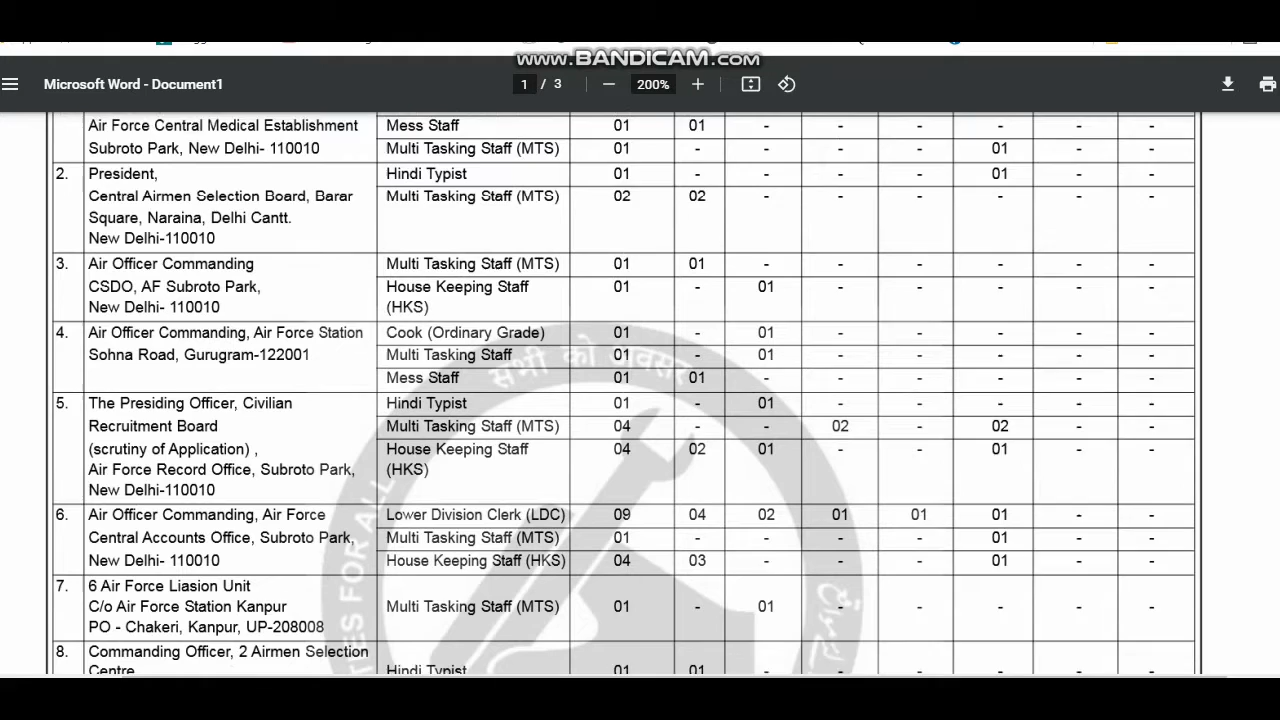 www.BANDICAM.com
Microsoft Word - Document1
1 / 3
200%
Air Force Central Medical Establishment Mess Staff 01 01 - - - - - -
Subroto Park, New Delhi- 110010 Multi Tasking Staff (MTS) 01 - - - - 01 - -
2. President, Hindi Typist 01 - - - - 01 - -
Central Airmen Selection Board, Barar Multi Tasking Staff (MTS) 02 02 - - - - - -
Square, Naraina, Delhi Cantt.
New Delhi-110010
3. Air Officer Commanding Multi Tasking Staff (MTS) 01 01 - - - - - -
CSDO, AF Subroto Park, House Keeping Staff 01 - 01 - - - - -
New Delhi- 110010 (HKS)
4. Air Officer Commanding, Air Force Station Cook (Ordinary Grade) 01 - 01 - - - - -
Sohna Road, Gurugram-122001 Multi Tasking Staff 01 - 01 - - - - -
Mess Staff 01 01 - - - - - -
5. The Presiding Officer, Civilian Hindi Typist 01 - 01 - - - - -
Recruitment Board Multi Tasking Staff (MTS) 04 - - 02 - 02 - -
(scrutiny of Application) , House Keeping Staff 04 02 01 - - 01 - -
Air Force Record Office, Subroto Park, (HKS)
New Delhi-110010
6. Air Officer Commanding, Air Force Lower Division Clerk (LDC) 09 04 02 01 01 01 - -
Central Accounts Office, Subroto Park, Multi Tasking Staff (MTS) 01 - - - - 01 - -
New Delhi- 110010 House Keeping Staff (HKS) 04 03 - - - 01 - -
7. 6 Air Force Liasion Unit
C/o Air Force Station Kanpur Multi Tasking Staff (MTS) 01 - 01 - - - - -
PO - Chakeri, Kanpur, UP-208008
8. Commanding Officer, 2 Airmen Selection
Centre Hindi Typist 01 01 - - - - - -
सभी को अवसर
TES FOR ALL